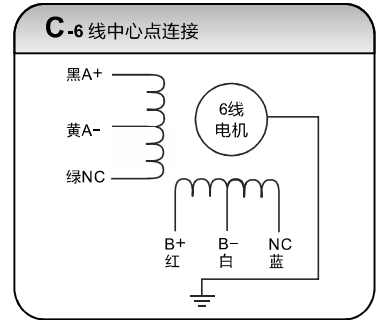 C-6 线中心点连接
黑A+
黄A-
绿NC
6线
电机
B+ B- NC
红 白 蓝